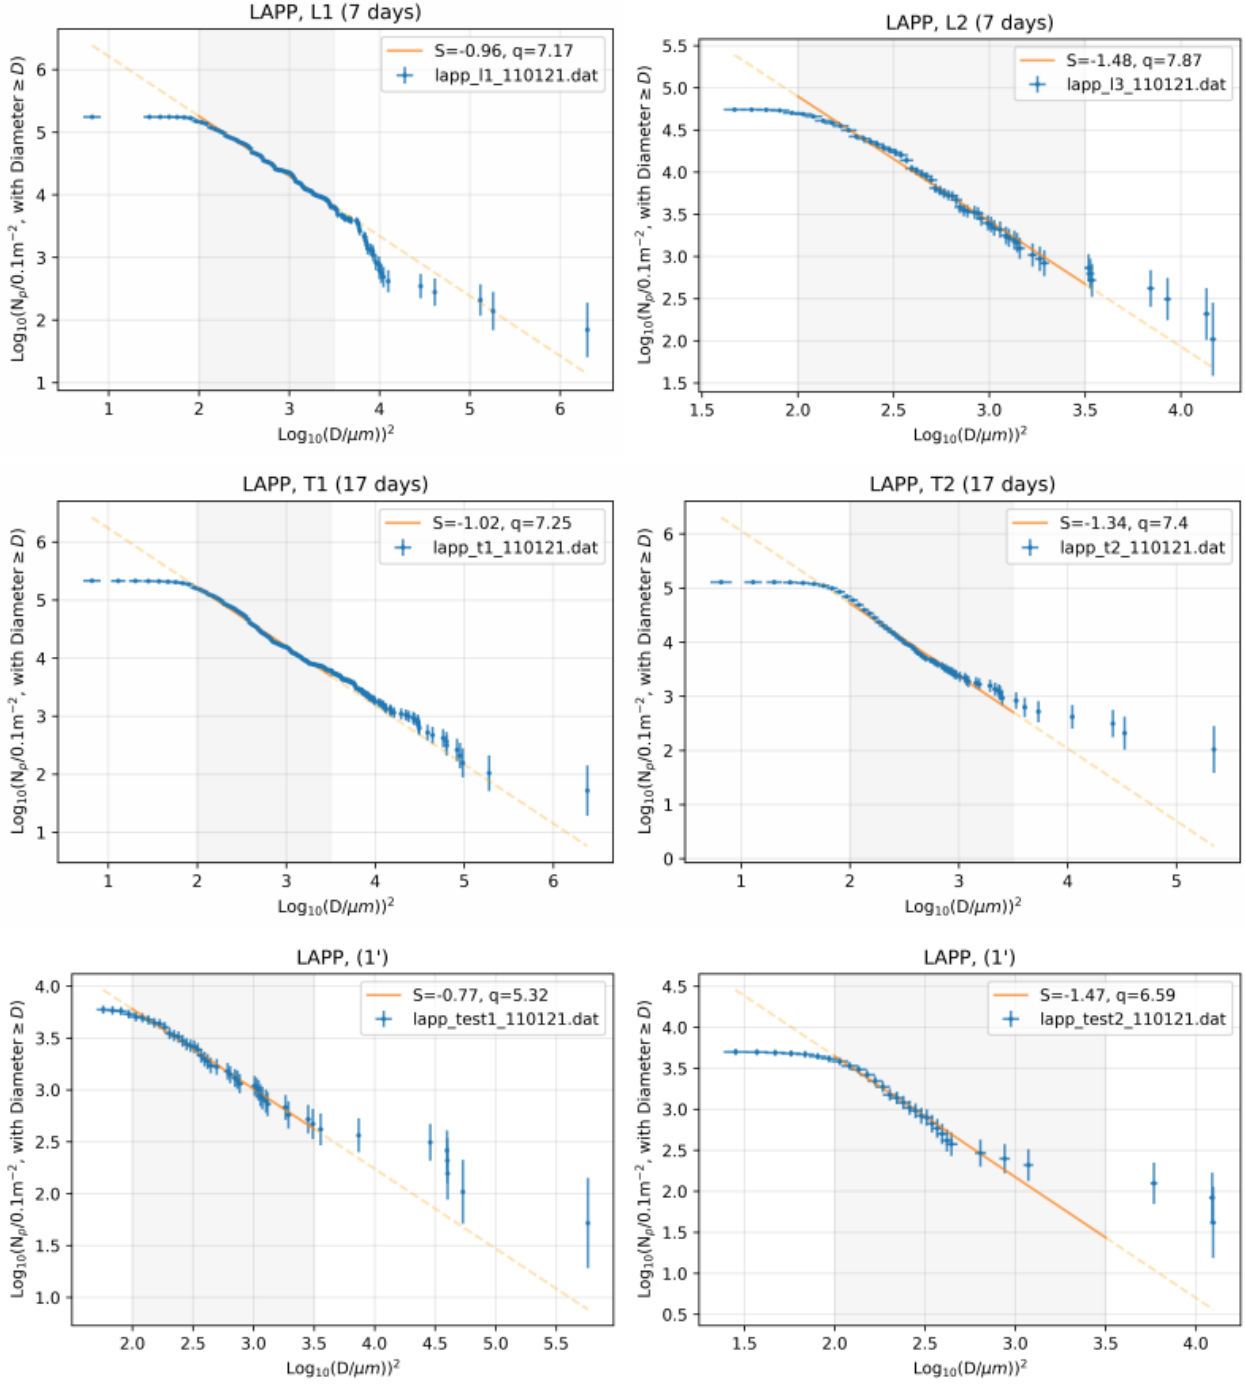 LAPP, L1 (7 days)
S=-0.96, q=7.17
lapp_l1_110121.dat
Log10(Np/0.1m−2, with Diameter ≥ D)
6
5
4
3
2
1
1 2 3 4 5 6
Log10(D/μm))2
LAPP, L2 (7 days)
S=-1.48, q=7.87
lapp_l3_110121.dat
Log10(Np/0.1m−2, with Diameter ≥ D)
5.5
5.0
4.5
4.0
3.5
3.0
2.5
2.0
1.5
1.5 2.0 2.5 3.0 3.5 4.0
Log10(D/μm))2
LAPP, T1 (17 days)
S=-1.02, q=7.25
lapp_t1_110121.dat
Log10(Np/0.1m−2, with Diameter ≥ D)
6
5
4
3
2
1
1 2 3 4 5 6
Log10(D/μm))2
LAPP, T2 (17 days)
S=-1.34, q=7.4
lapp_t2_110121.dat
Log10(Np/0.1m−2, with Diameter ≥ D)
6
5
4
3
2
1
0
1 2 3 4 5
Log10(D/μm))2
LAPP, (1')
S=-0.77, q=5.32
lapp_test1_110121.dat
Log10(Np/0.1m−2, with Diameter ≥ D)
4.0
3.5
3.0
2.5
2.0
1.5
1.0
2.0 2.5 3.0 3.5 4.0 4.5 5.0 5.5
Log10(D/μm))2
LAPP, (1')
S=-1.47, q=6.59
lapp_test2_110121.dat
Log10(Np/0.1m−2, with Diameter ≥ D)
4.5
4.0
3.5
3.0
2.5
2.0
1.5
1.0
0.5
1.5 2.0 2.5 3.0 3.5 4.0
Log10(D/μm))2